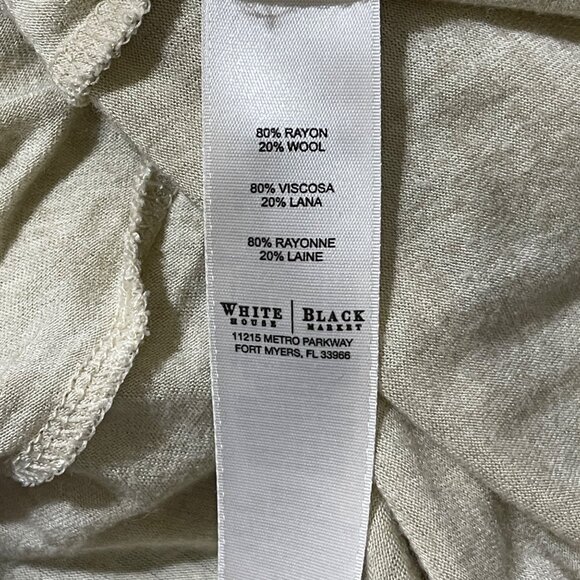 80% RAYON
20% WOOL
80% VISCOSA
20% LANA
80% RAYONNE
20% LAINE
WHITE | BLACK
HOUSE MARKET
11215 METRO PARKWAY
FORT MYERS, FL 33966